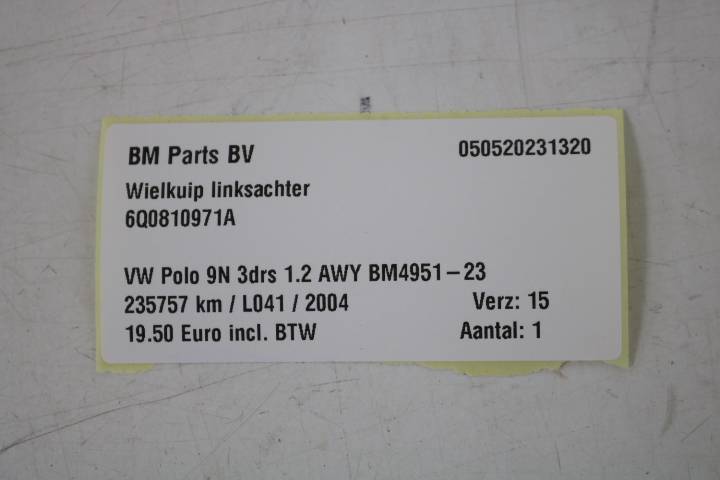 BM Parts BV 050520231320
Wielkuip linksachter
6Q0810971A
VW Polo 9N 3drs 1.2 AWY BM4951-23
235757 km / L041 / 2004 Verz: 15
19.50 Euro incl. BTW Aantal: 1